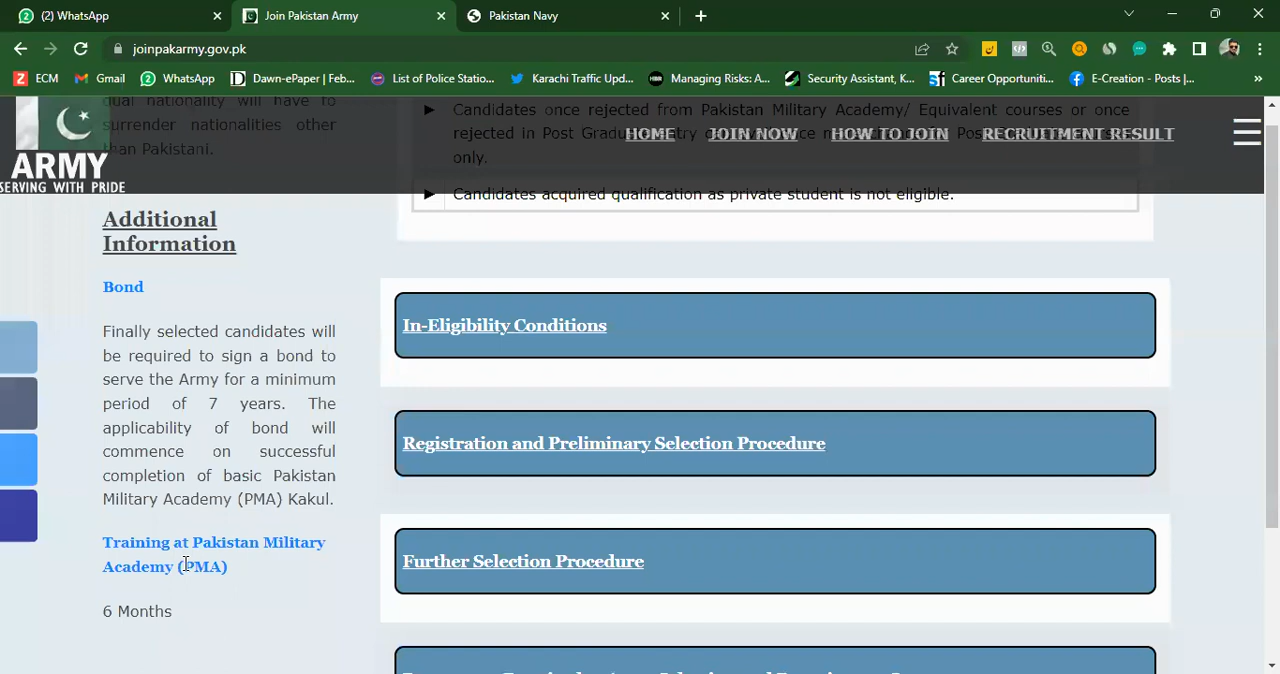 (2) WhatsApp
Join Pakistan Army
Pakistan Navy
joinpakarmy.gov.pk
ECM
Gmail
WhatsApp
Dawn-ePaper | Feb...
List of Police Statio...
Karachi Traffic Upd...
Managing Risks: A...
Security Assistant, K...
Career Opportuniti...
E-Creation - Posts |...
»
ARMY
SERVING WITH PRIDE
HOME
JOIN NOW
HOW TO JOIN
RECRUITMENT RESULT
dual nationality will have to
surrender nationalities other
than Pakistani.
Additional
Information
Bond
Finally selected candidates will
be required to sign a bond to
serve the Army for a minimum
period of 7 years. The
applicability of bond will
commence on successful
completion of basic Pakistan
Military Academy (PMA) Kakul.
Training at Pakistan Military
Academy (PMA)
6 Months
► Candidates once rejected from Pakistan Military Academy/ Equivalent courses or once
rejected in Post Graduate
only.
► Candidates acquired qualification as private student is not eligible.
In-Eligibility Conditions
Registration and Preliminary Selection Procedure
Further Selection Procedure